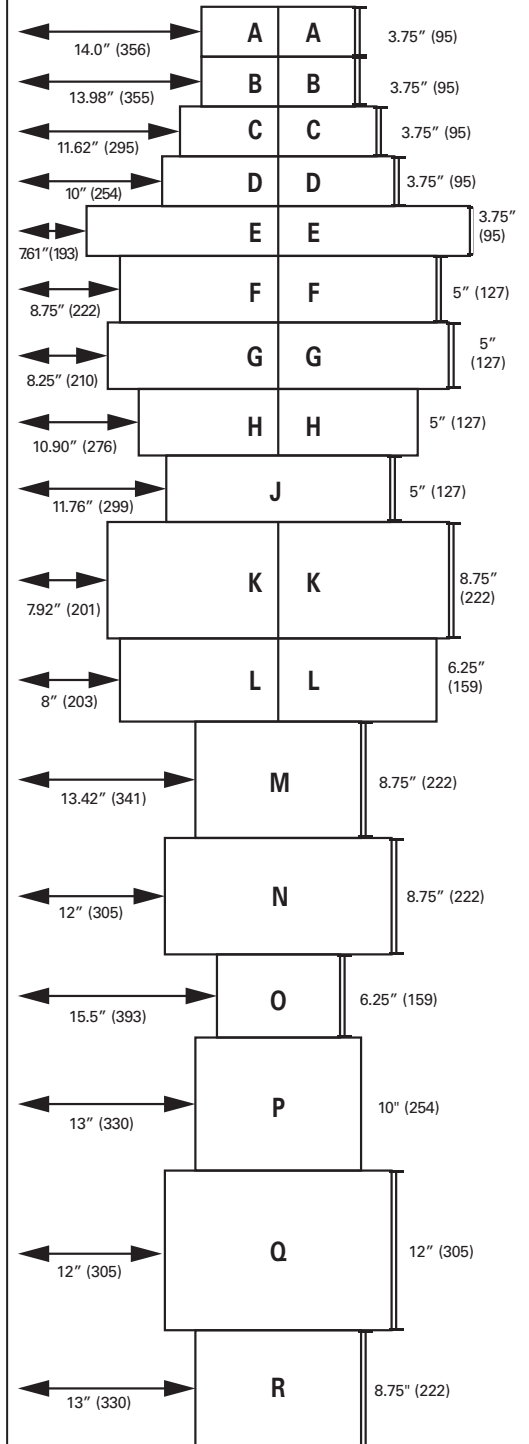 A A 3.75" (95)
14.0" (356)
B B 3.75" (95)
13.98" (355)
C C 3.75" (95)
11.62" (295)
D D 3.75" (95)
10" (254)
E E 3.75"
(95)
7.61"(193)
F F 5" (127)
8.75" (222)
G G 5"
(127)
8.25" (210)
H H 5" (127)
10.90" (276)
J 5" (127)
11.76" (299)
K K 8.75"
(222)
7.92" (201)
L L 6.25"
(159)
8" (203)
M 8.75" (222)
13.42" (341)
N 8.75" (222)
12" (305)
O 6.25" (159)
15.5" (393)
P 10" (254)
13" (330)
Q 12" (305)
12" (305)
R 8.75" (222)
13" (330)